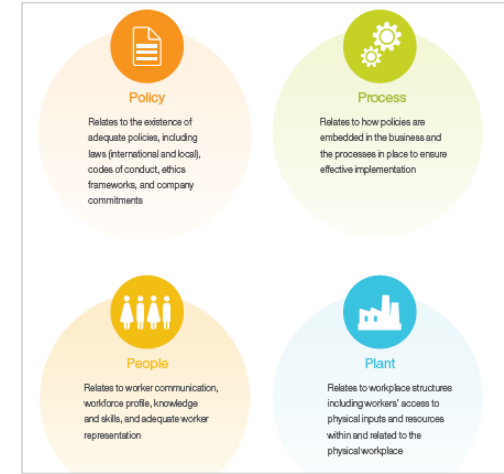 Policy
Relates to the existence of
adequate policies, including
laws (international and local),
codes of conduct, ethics
frameworks, and company
commitments
Process
Relates to how policies are
embedded in the business and
the processes in place to ensure
effective implementation
People
Relates to worker communication,
workforce profile, knowledge
and skills, and adequate worker
representation
Plant
Relates to workplace structures
including workers' access to
physical inputs and resources
within and related to the
physical workplace